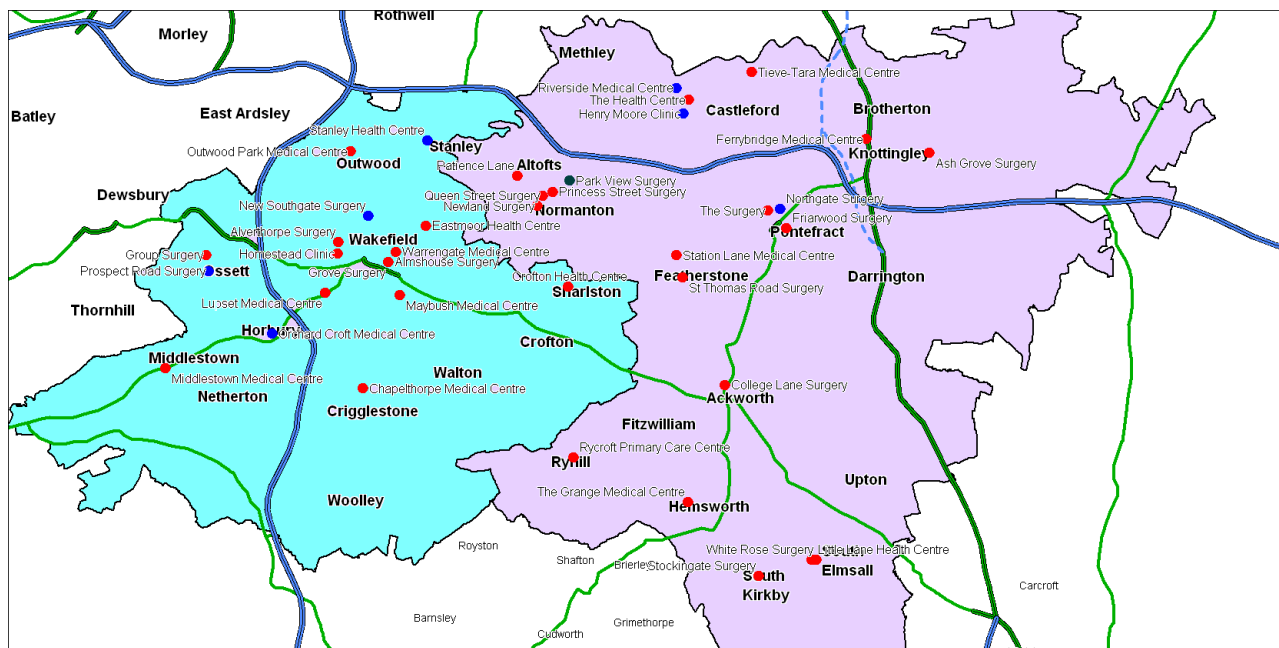 Rothwell
Morley
Methley
Tieve-Tara Medical Centre
Riverside Medical Centre
The Health Centre
Castleford
Brotherton
Henry Moore Clinic
East Ardsley
Batley
Stanley Health Centre
Stanley
Ferrybridge Medical Centre
Knottingley
Ash Grove Surgery
Outwood Park Medical Centre
Outwood
Altofts
Patience Lane
Park View Surgery
Princess Street Surgery
Queen Street Surgery
Newland Surgery
Normanton
Dewsbury
New Southgate Surgery
Northgate Surgery
The Surgery
Friarwood Surgery
Pontefract
Eastmoor Health Centre
Alverthorpe Surgery
Wakefield
Group Surgery
Homestead Clinic
Warrengate Medical Centre
Almshouse Surgery
Station Lane Medical Centre
Prospect Road Surgery
ssett
Grove Surgery
Crofton Health Centre
Sharlston
Featherstone
St Thomas Road Surgery
Darrington
Lupset Medical Centre
Maybush Medical Centre
Thornhill
Horbury
Orchard Croft Medical Centre
Crofton
Middlestown
Middlestown Medical Centre
Netherton
Walton
Chapelthorpe Medical Centre
Crigglestone
College Lane Surgery
Ackworth
Fitzwilliam
Rycroft Primary Care Centre
Ryhill
Upton
The Grange Medical Centre
Hemsworth
Woolley
Royston
Shafton
Brierley
White Rose Surgery
Little Lane Health Centre
Elmsall
Stockingate Surgery
South
Kirkby
Carcroft
Barnsley
Grimethorpe
Cudworth